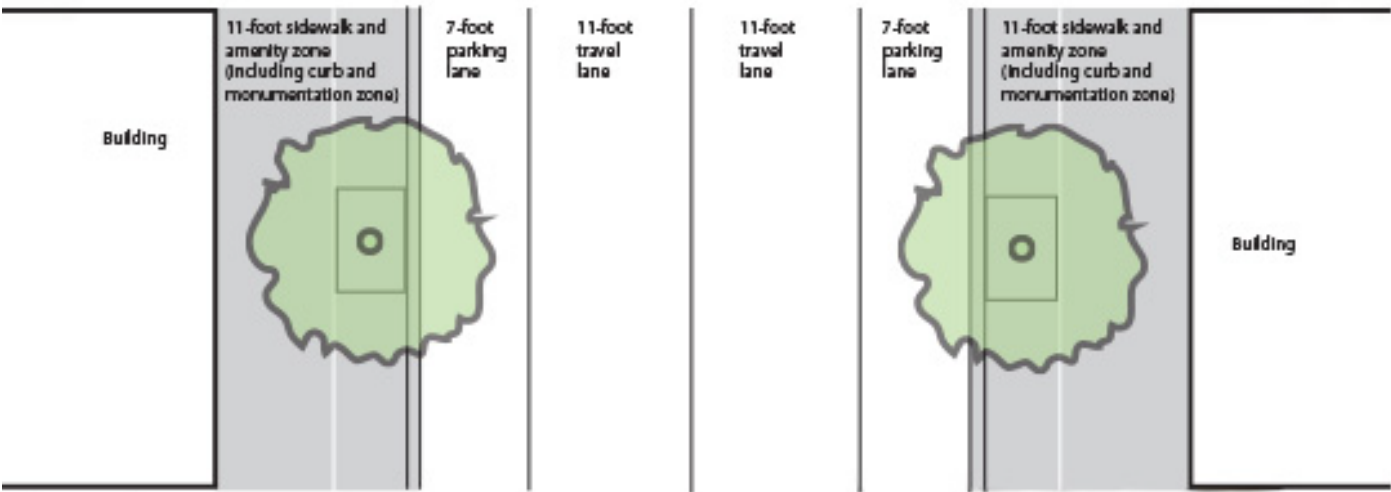 11-foot sidewalk and
amenity zone
(including curb and
monumentation zone)
7-foot
parking
lane
11-foot
travel
lane
11-foot
travel
lane
7-foot
parking
lane
11-foot sidewalk and
amenity zone
(including curb and
monumentation zone)
Building
Building